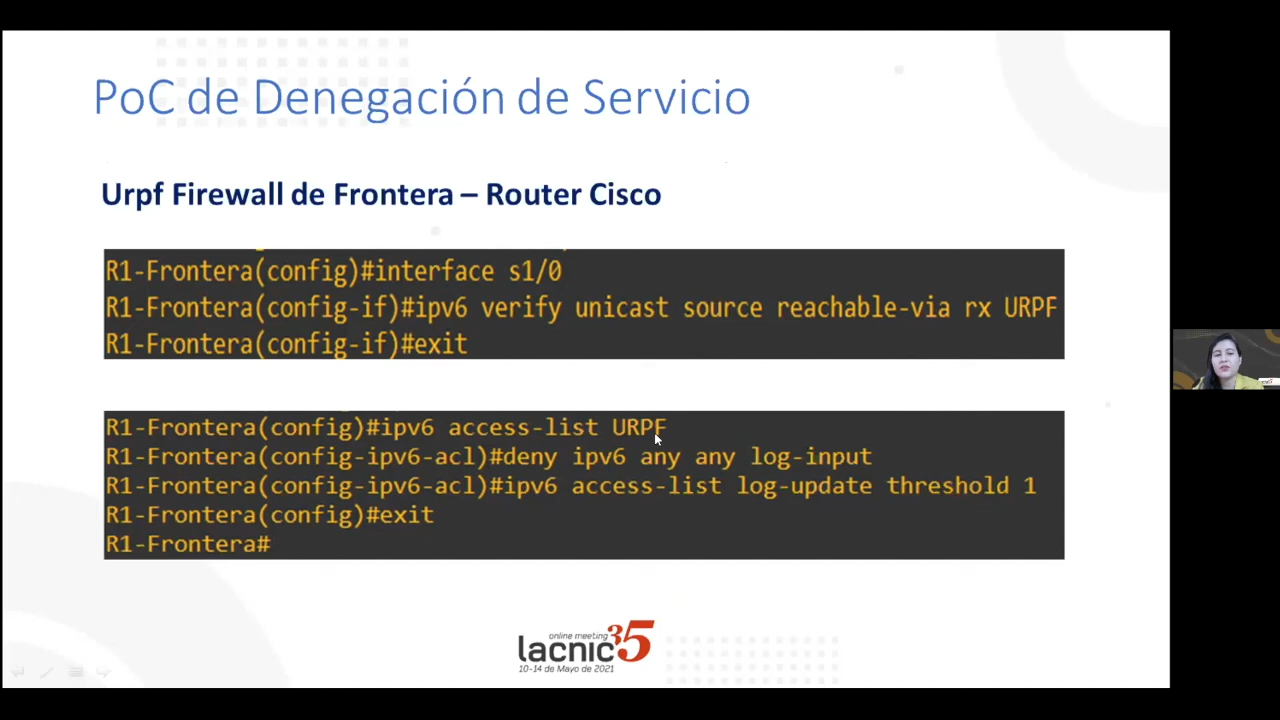 PoC de Denegación de Servicio
Urpf Firewall de Frontera – Router Cisco
R1-Frontera(config)#interface s1/0
R1-Frontera(config-if)#ipv6 verify unicast source reachable-via rx URPF
R1-Frontera(config-if)#exit
R1-Frontera(config)#ipv6 access-list URPF
R1-Frontera(config-ipv6-acl)#deny ipv6 any any log-input
R1-Frontera(config-ipv6-acl)#ipv6 access-list log-update threshold 1
R1-Frontera(config)#exit
R1-Frontera#
online meeting
lacnic35
10-14 de Mayo de 2021